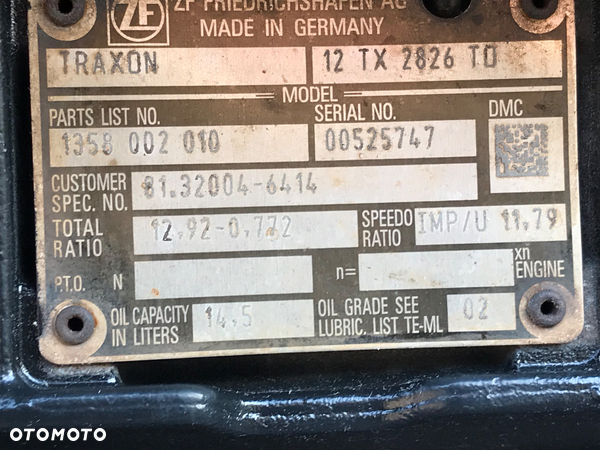 ZF ZF FRIEDRICHSHAFEN AG
MADE IN GERMANY
TRAXON 12 TX 2826 TO
MODEL
PARTS LIST NO. SERIAL NO. DMC
1358 002 010 00525747
CUSTOMER SPEC. NO. 81.32004-6414
TOTAL RATIO 12,92-0,772 SPEEDO RATIO IMP/U 11,79
P.T.O. N n= xn ENGINE
OIL CAPACITY IN LITERS 14,5 OIL GRADE SEE LUBRIC. LIST TE-ML 02
OTOMOTO